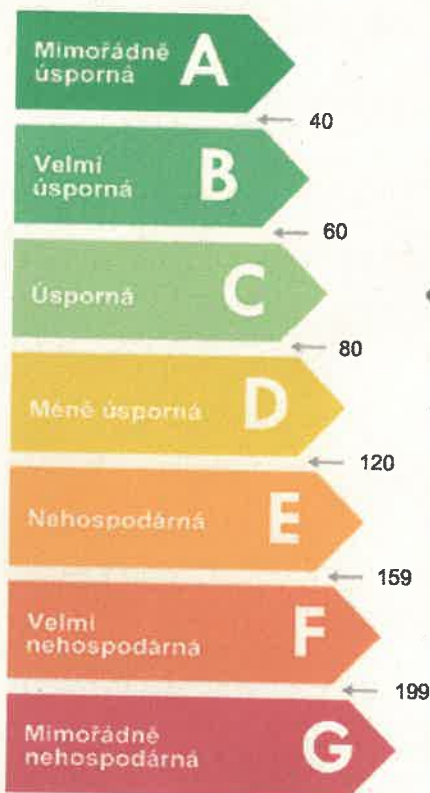 Mimořádně
úsporná
A
40
Velmi
úsporná
B
60
Úsporná
C
80
Méně úsporná
D
120
Nehospodárná
E
159
Velmi
nehospodárná
F
199
Mimořádně
nehospodárná
G